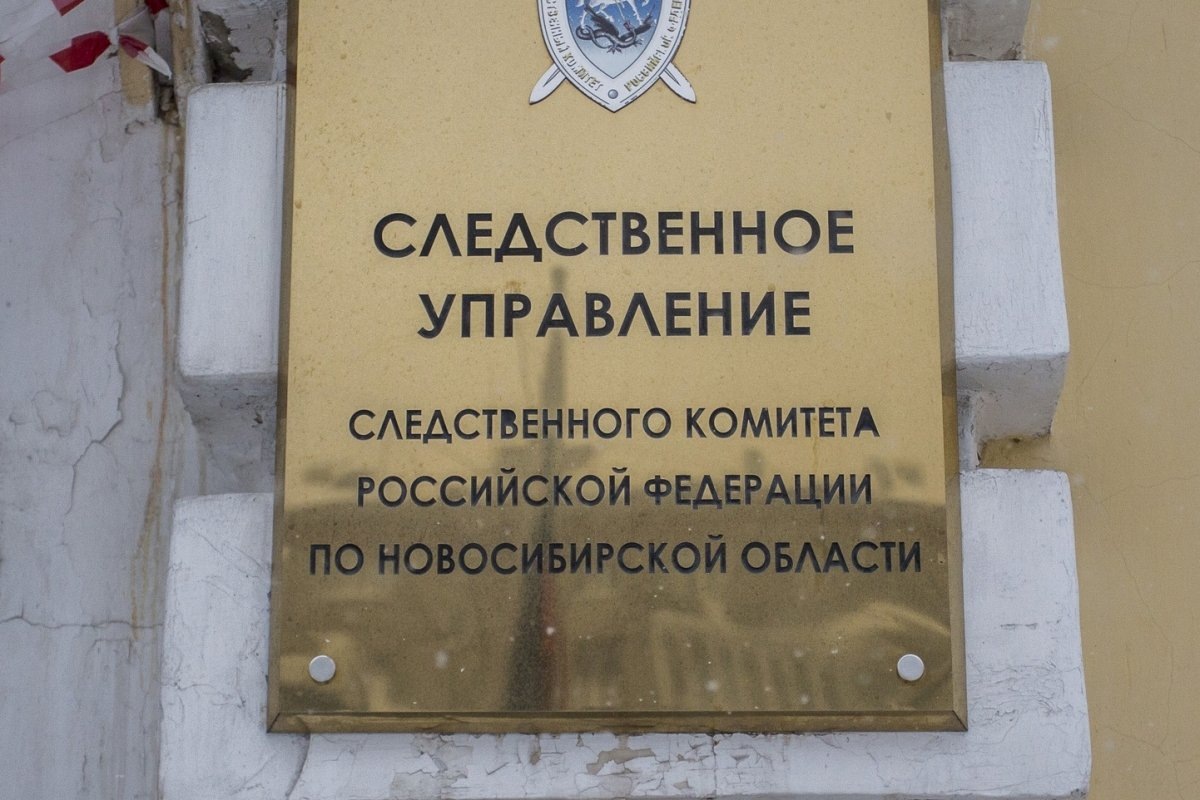 СЛЕДСТВЕННОЕ
УПРАВЛЕНИЕ
СЛЕДСТВЕННОГО КОМИТЕТА
РОССИЙСКОЙ ФЕДЕРАЦИИ
ПО НОВОСИБИРСКОЙ ОБЛАСТИ